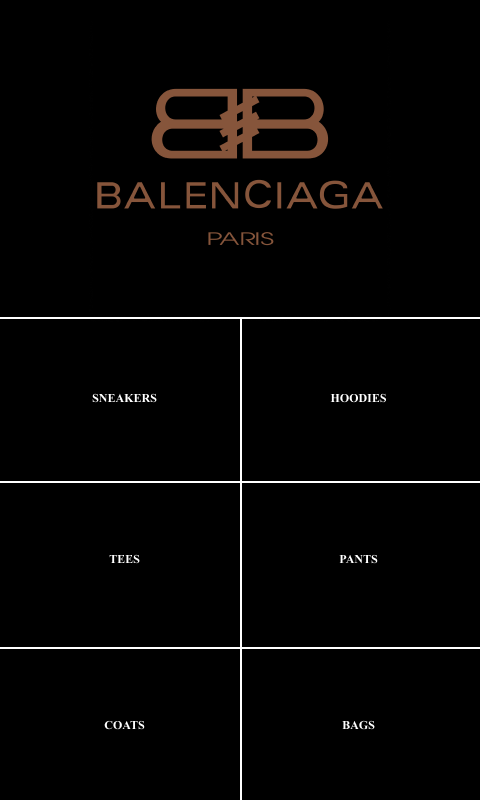 BALENCIAGA
PARIS
SNEAKERS
HOODIES
TEES
PANTS
COATS
BAGS